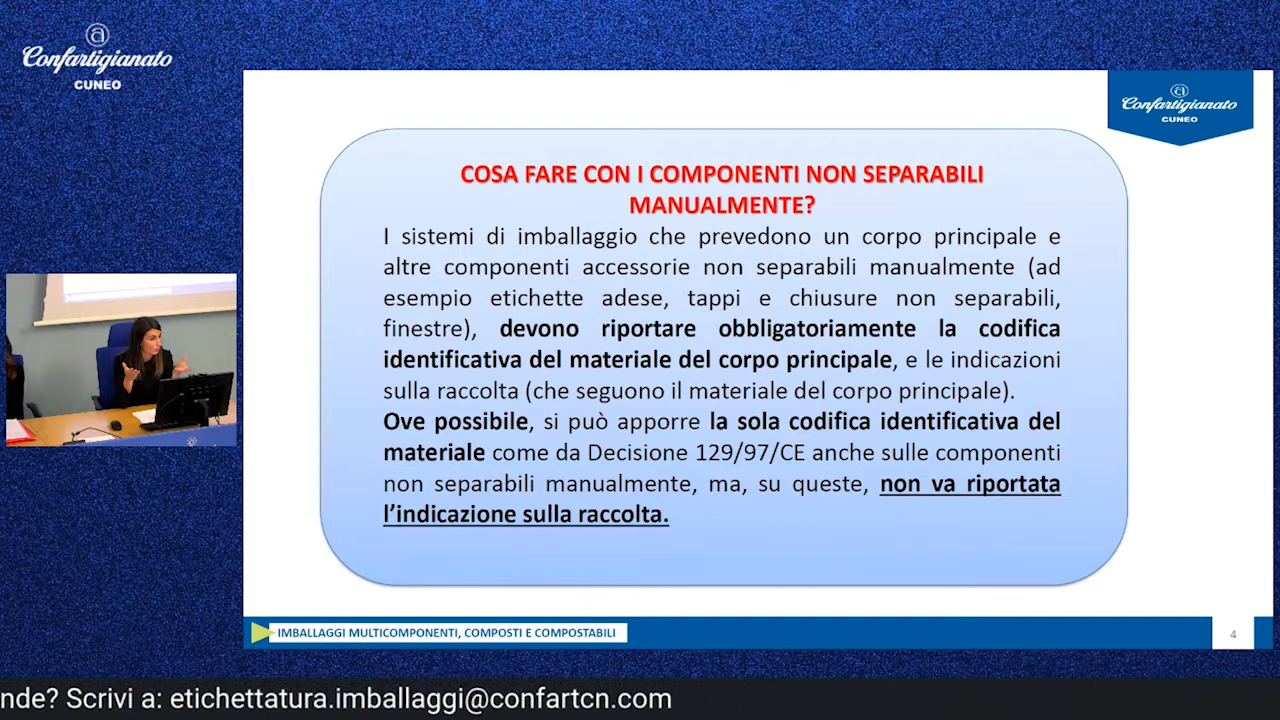 Confartigianato
CUNEO
Confartigianato
CUNEO
COSA FARE CON I COMPONENTI NON SEPARABILI
MANUALMENTE?
I sistemi di imballaggio che prevedono un corpo principale e
altre componenti accessorie non separabili manualmente (ad
esempio etichette adese, tappi e chiusure non separabili,
finestre), devono riportare obbligatoriamente la codifica
identificativa del materiale del corpo principale, e le indicazioni
sulla raccolta (che seguono il materiale del corpo principale).
Ove possibile, si può apporre la sola codifica identificativa del
materiale come da Decisione 129/97/CE anche sulle componenti
non separabili manualmente, ma, su queste, non va riportata
l’indicazione sulla raccolta.
IMBALLAGGI MULTICOMPONENTI, COMPOSTI E COMPOSTABILI
4
nde? Scrivi a: etichettatura.imballaggi@confartcn.com